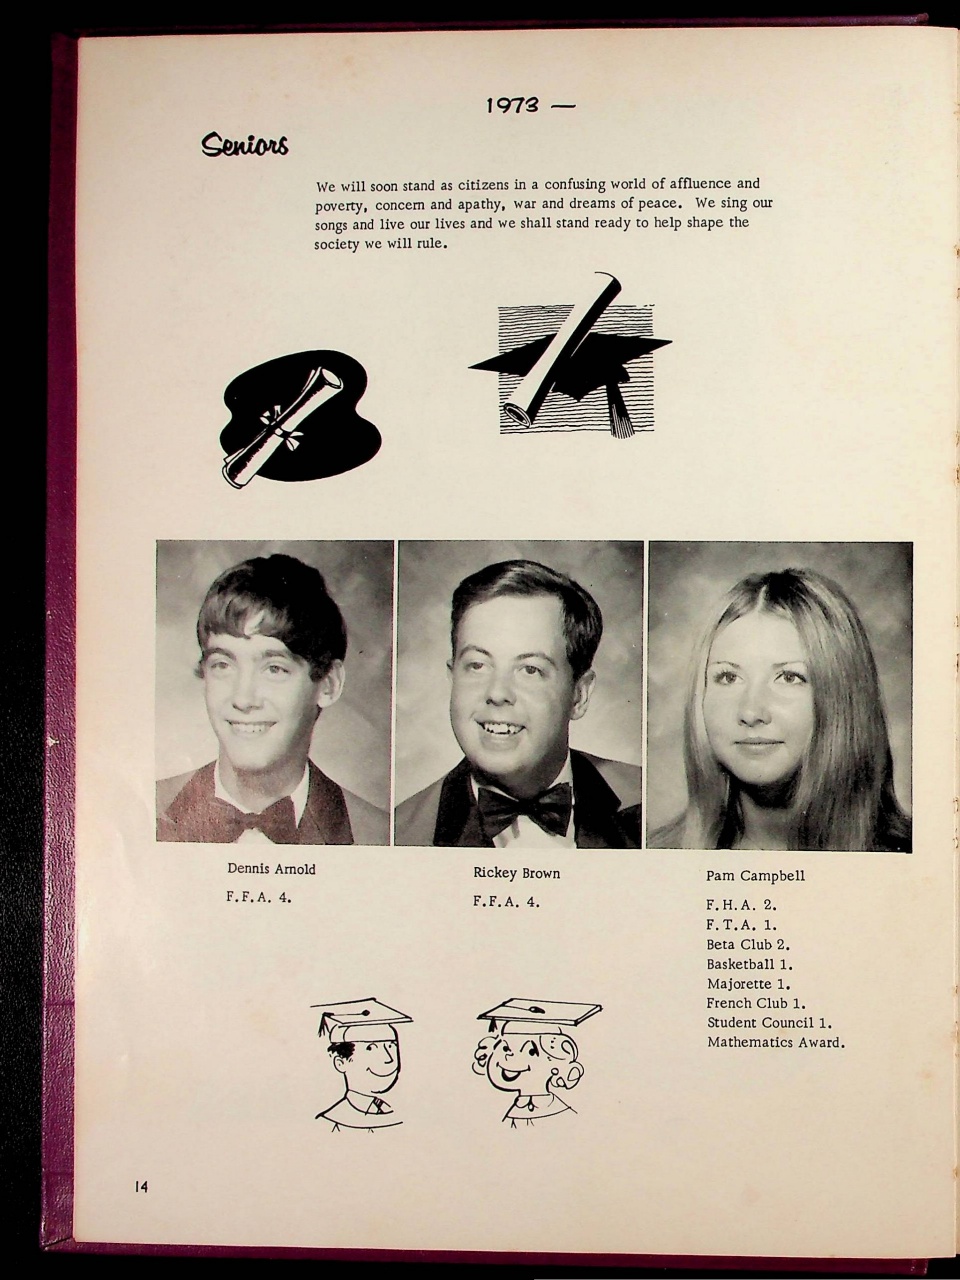 1973 —
Seniors
We will soon stand as citizens in a confusing world of affluence and
poverty, concern and apathy, war and dreams of peace. We sing our
songs and live our lives and we shall stand ready to help shape the
society we will rule.
Dennis Arnold
F.F.A. 4.
Rickey Brown
F.F.A. 4.
Pam Campbell
F.H.A. 2.
F.T.A. 1.
Beta Club 2.
Basketball 1.
Majorette 1.
French Club 1.
Student Council 1.
Mathematics Award.
14